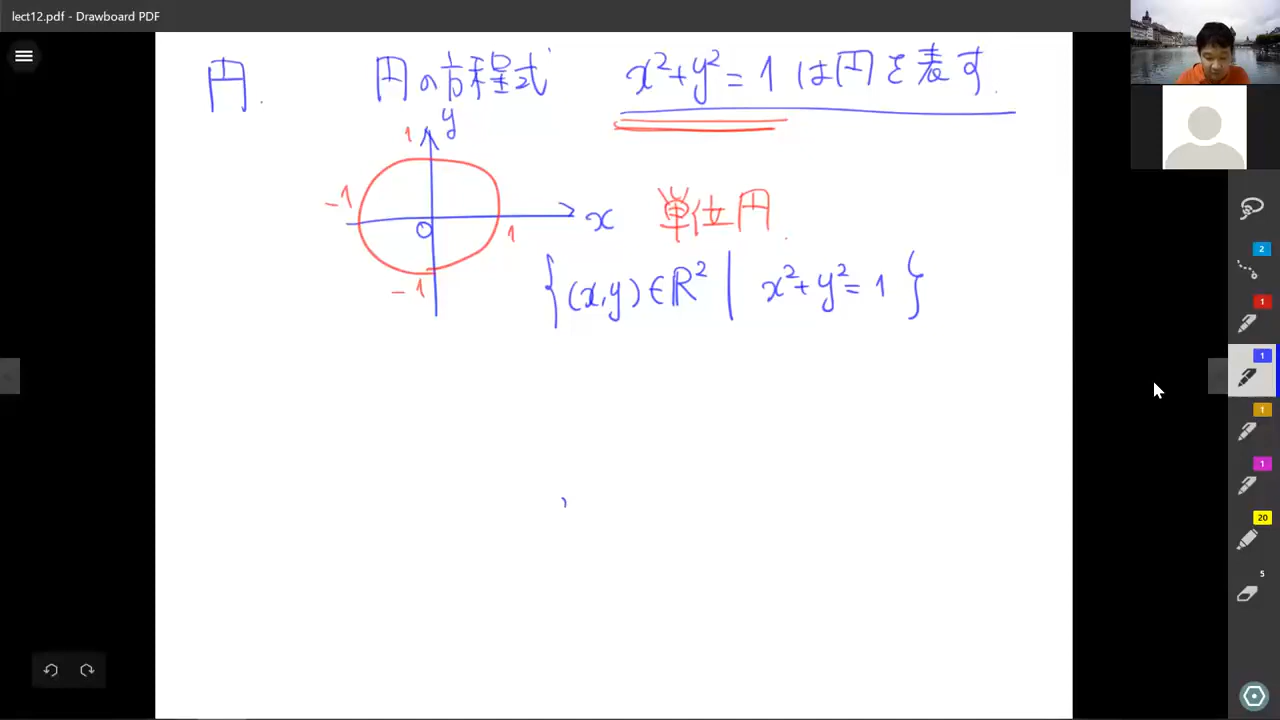 lect12.pdf - Drawboard PDF
円. 円の方程式 x²+y²=1 は円を表す.
y
1
-1
O
1
x
-1
単位円.
{(x,y)∈ℝ² | x²+y²=1}
2
1
1
1
1
20
5